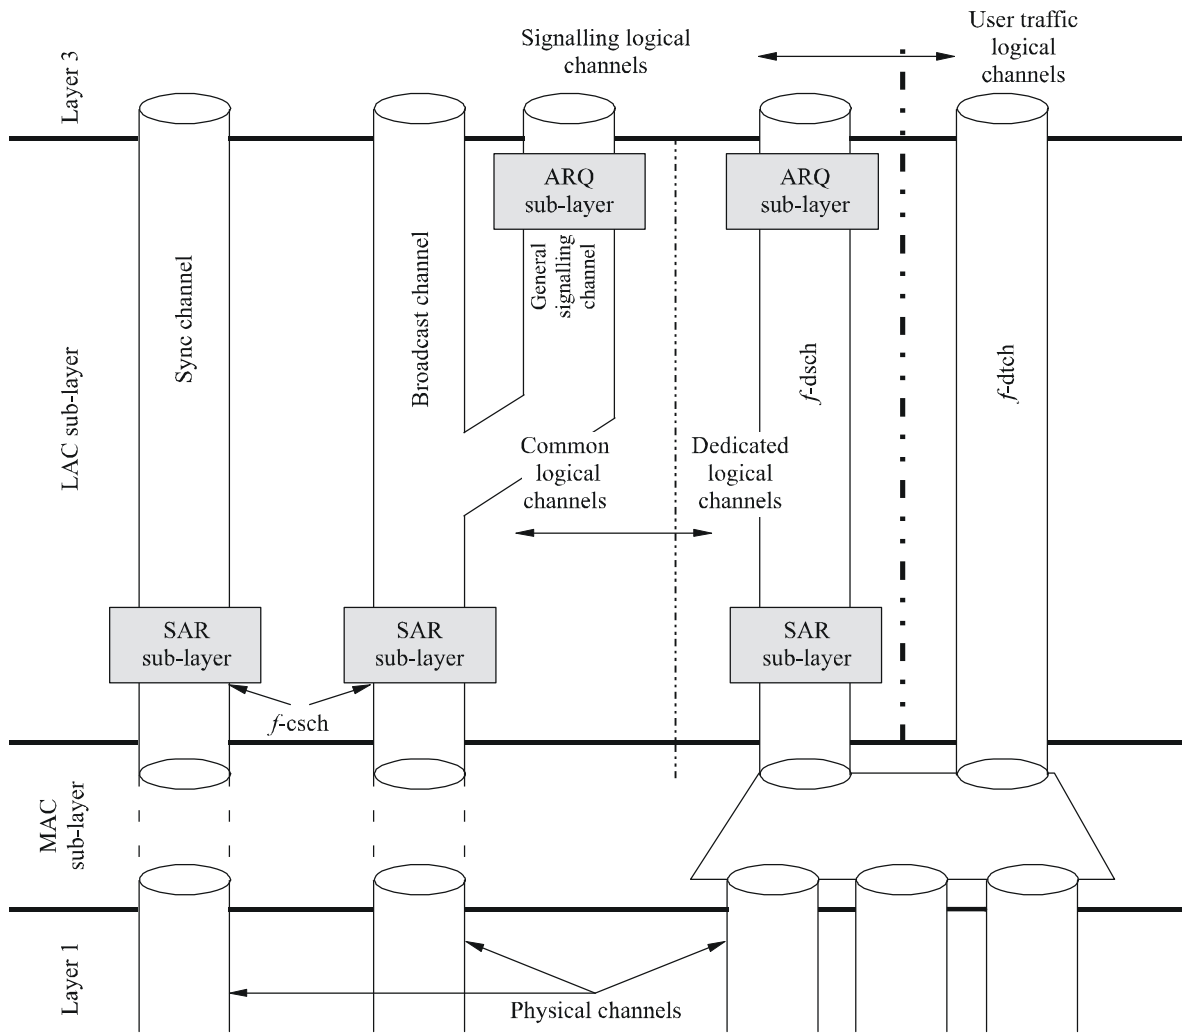 Layer 3
Signalling logical
channels
User traffic
logical
channels
ARQ
sub-layer
ARQ
sub-layer
LAC sub-layer
Sync channel
Broadcast channel
General
signalling
channel
f-dsch
f-dtch
Common
logical
channels
Dedicated
logical
channels
SAR
sub-layer
SAR
sub-layer
SAR
sub-layer
f-csch
MAC
sub-layer
Layer 1
Physical channels